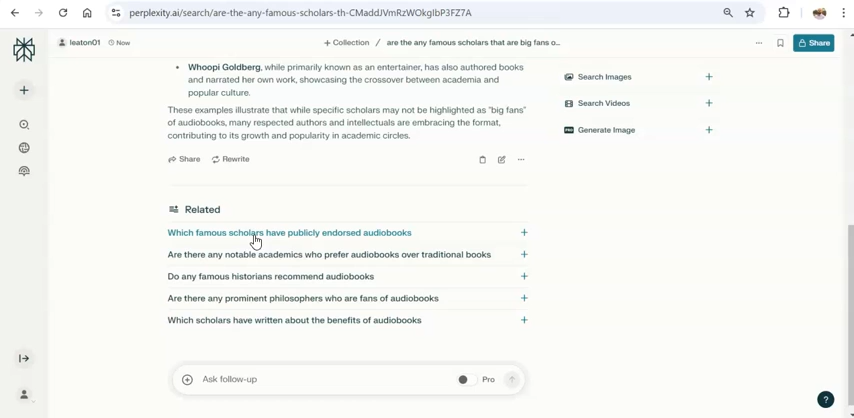 perplexity.ai/search/are-the-any-famous-scholars-th-CMaddJVmRzWOkgIbP3FZ7A
leaton01 Now
+ Collection / are the any famous scholars that are big fans o...
Share
• Whoopi Goldberg, while primarily known as an entertainer, has also authored books
and narrated her own work, showcasing the crossover between academia and
popular culture.
These examples illustrate that while specific scholars may not be highlighted as "big fans"
of audiobooks, many respected authors and intellectuals are embracing the format,
contributing to its growth and popularity in academic circles.
Share Rewrite
Search Images +
Search Videos +
PRO Generate Image +
Related
Which famous scholars have publicly endorsed audiobooks +
Are there any notable academics who prefer audiobooks over traditional books +
Do any famous historians recommend audiobooks +
Are there any prominent philosophers who are fans of audiobooks +
Which scholars have written about the benefits of audiobooks +
Ask follow-up Pro
?